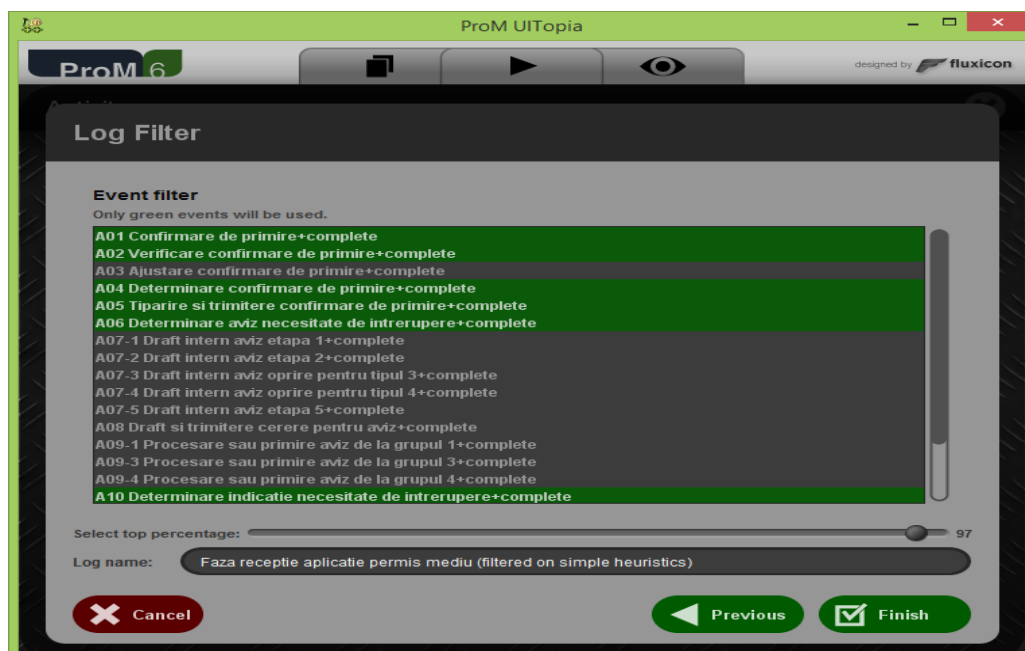 ProM UITopia
ProM 6
designed by fluxicon
Log Filter
Event filter
Only green events will be used.
A01 Confirmare de primire+complete
A02 Verificare confirmare de primire+complete
A03 Ajustare confirmare de primire+complete
A04 Determinare confirmare de primire+complete
A05 Tiparire si trimitere confirmare de primire+complete
A06 Determinare aviz necesitate de intrerupere+complete
A07-1 Draft intern aviz etapa 1+complete
A07-2 Draft intern aviz etapa 2+complete
A07-3 Draft intern aviz oprire pentru tipul 3+complete
A07-4 Draft intern aviz oprire pentru tipul 4+complete
A07-5 Draft intern aviz etapa 5+complete
A08 Draft si trimitere cerere pentru aviz+complete
A09-1 Procesare sau primire aviz de la grupul 1+complete
A09-3 Procesare sau primire aviz de la grupul 3+complete
A09-4 Procesare sau primire aviz de la grupul 4+complete
A10 Determinare indicatie necesitate de intrerupere+complete
Select top percentage: 97
Log name: Faza receptie aplicatie permis mediu (filtered on simple heuristics)
Cancel Previous Finish